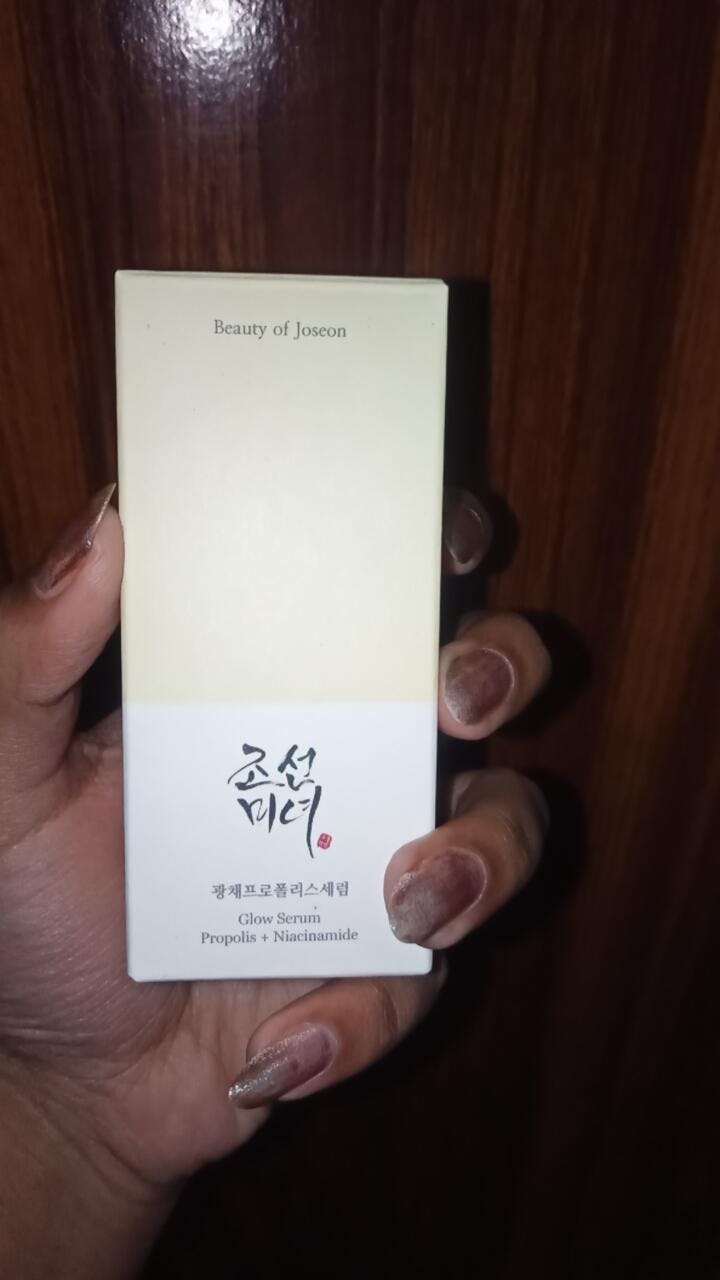 Beauty of Joseon
조선
미녀
광채프로폴리스세럼
Glow Serum
Propolis + Niacinamide